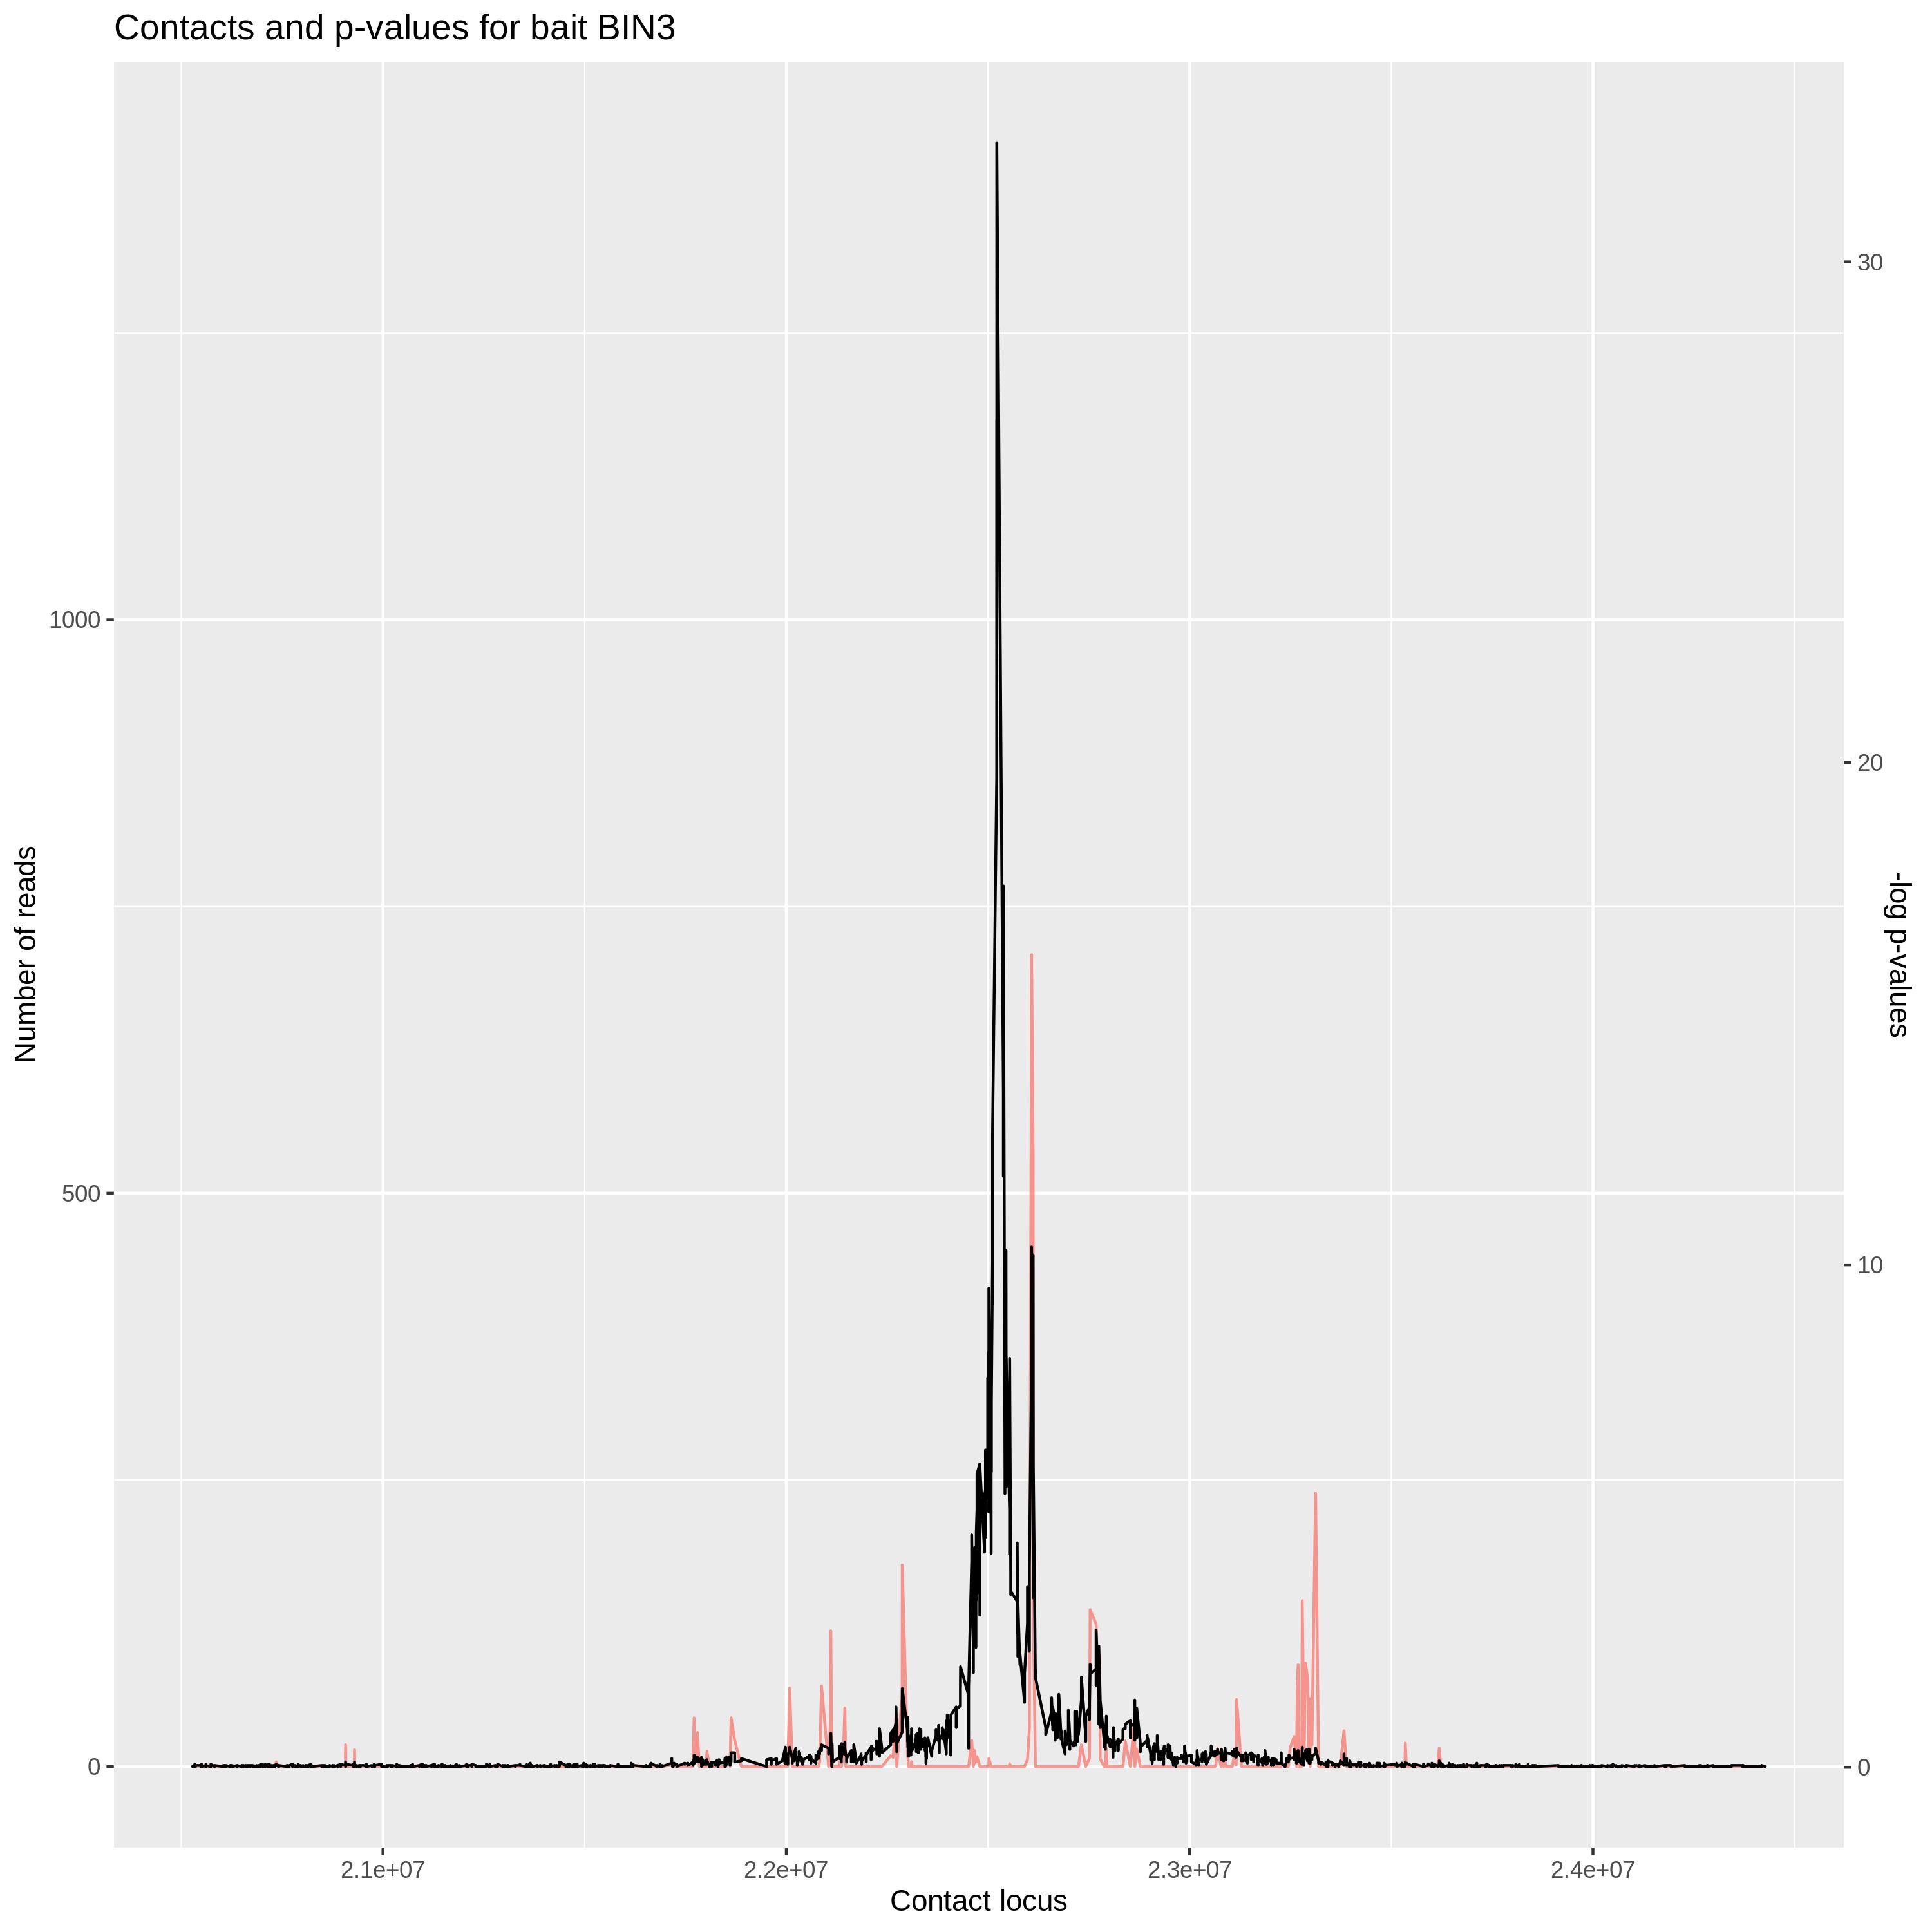 Contacts and p-values for bait BIN3
Number of reads
1000
500
0
30
20
10
0
-log p-values
2.1e+07
2.2e+07
2.3e+07
2.4e+07
Contact locus